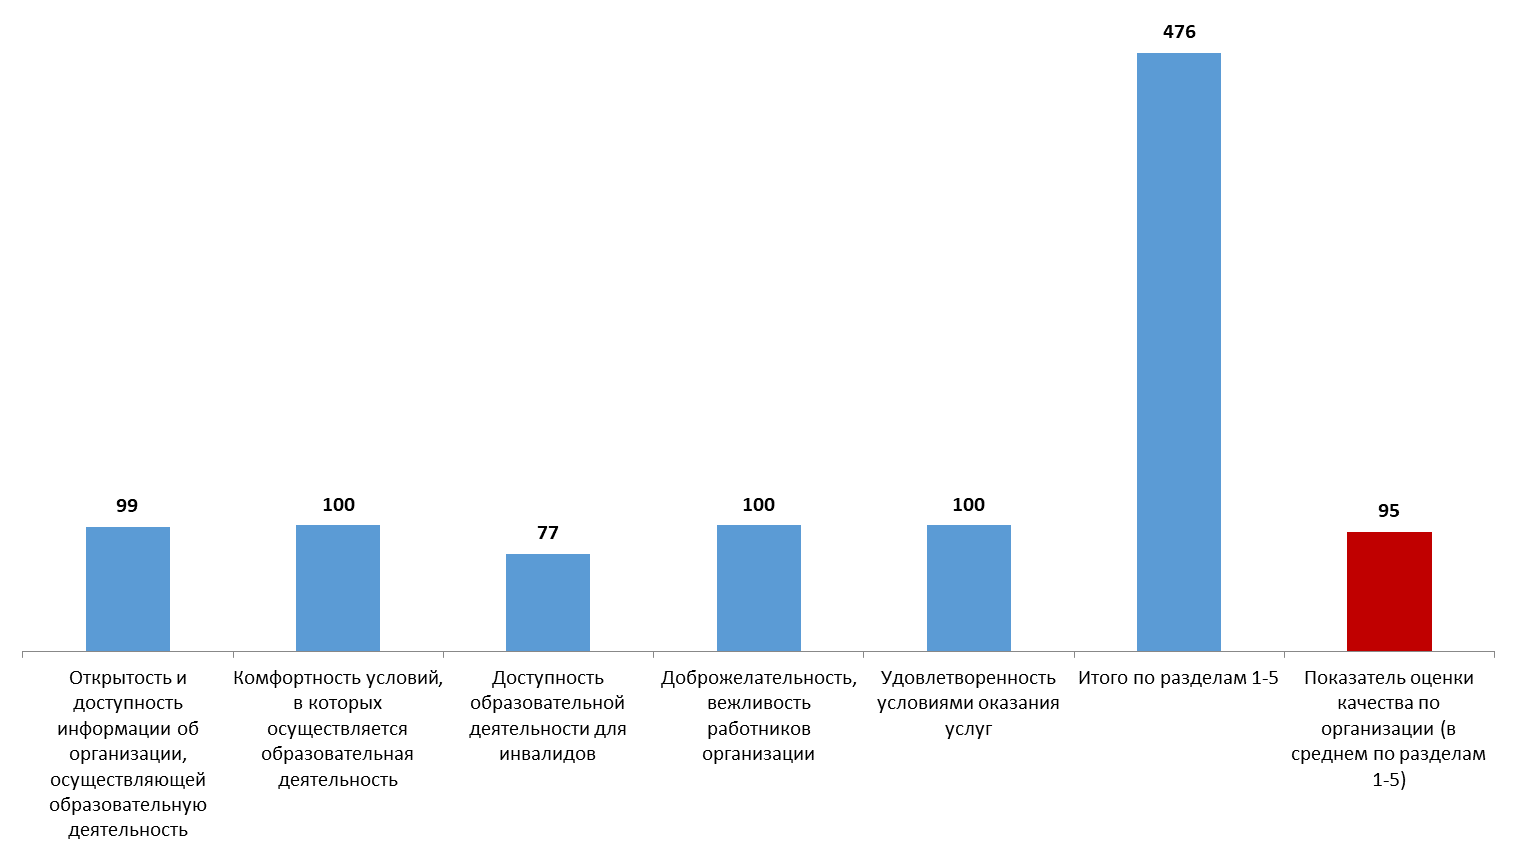 476
99
100
77
100
100
95
Открытость и
доступность
информации об
организации,
осуществляющей
образовательную
деятельность
Комфортность условий,
в которых
осуществляется
образовательная
деятельность
Доступность
образовательной
деятельности для
инвалидов
Доброжелательность,
вежливость
работников
организации
Удовлетворенность
условиями оказания
услуг
Итого по разделам 1-5
Показатель оценки
качества по
организации (в
среднем по разделам
1-5)